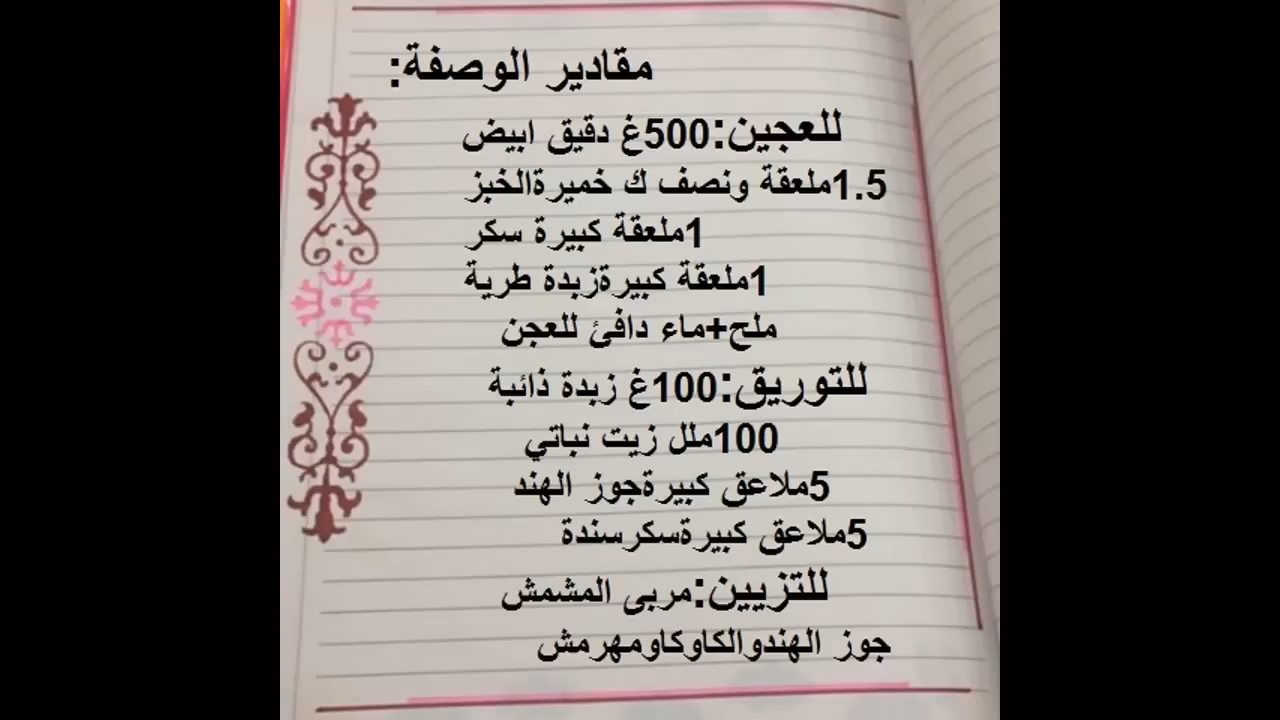 مقادير الوصفة:
للعجين:500غ دقيق ابيض
1.5ملعقة ونصف ك خميرةالخبز
1ملعقة كبيرة سكر
1ملعقة كبيرةزبدة طرية
ملح+ماء دافئ للعجن
للتوريق:100غ زبدة ذائبة
100ملل زيت نباتي
5ملاعق كبيرةجوز الهند
5ملاعق كبيرةسكرسندة
للتزيين:مربى المشمش
جوز الهندوالكاوكاومهرمش